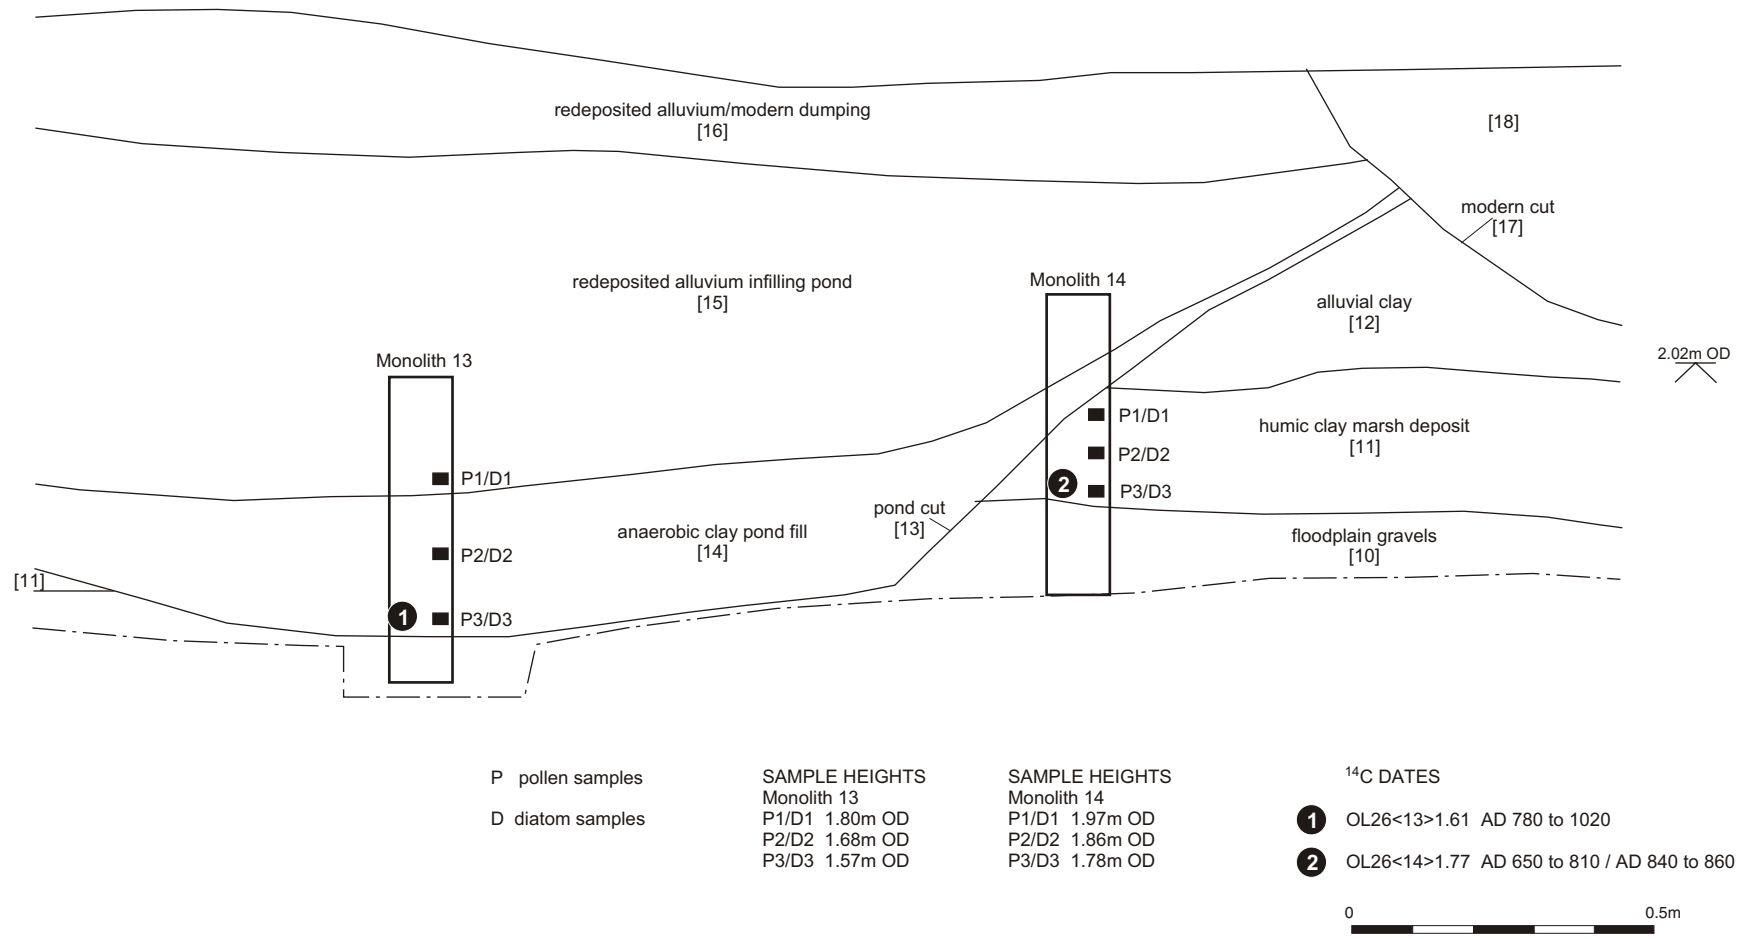 redeposited alluvium/modern dumping
[16]
[18]
modern cut
[17]
redeposited alluvium infilling pond
[15]
Monolith 14
alluvial clay
[12]
2.02m OD
Monolith 13
P1/D1
P2/D2
P3/D3
humic clay marsh deposit
[11]
P1/D1
P2/D2
P3/D3
2
pond cut
[13]
anaerobic clay pond fill
[14]
floodplain gravels
[10]
[11]
1
P pollen samples
D diatom samples
SAMPLE HEIGHTS
Monolith 13
P1/D1 1.80m OD
P2/D2 1.68m OD
P3/D3 1.57m OD
SAMPLE HEIGHTS
Monolith 14
P1/D1 1.97m OD
P2/D2 1.86m OD
P3/D3 1.78m OD
¹⁴C DATES
1 OL26<13>1.61 AD 780 to 1020
2 OL26<14>1.77 AD 650 to 810 / AD 840 to 860
0 0.5m